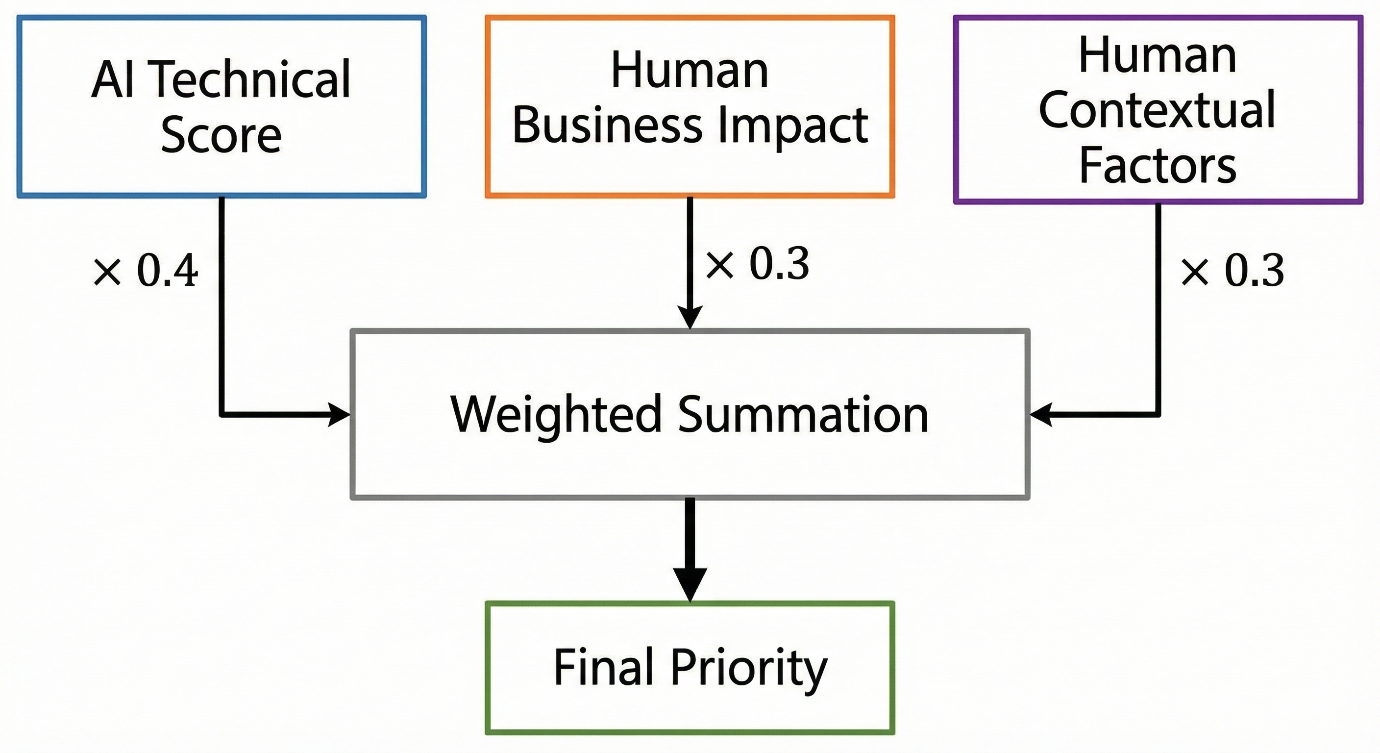 AI Technical
Score
Human
Business Impact
Human
Contextual
Factors
× 0.4
× 0.3
× 0.3
Weighted Summation
Final Priority